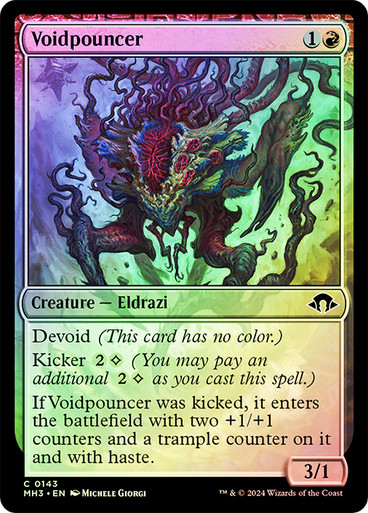 Voidpouncer 1
Creature — Eldrazi
Devoid (This card has no color.)
Kicker 2 (You may pay an
additional 2 as you cast this spell.)
If Voidpouncer was kicked, it enters
the battlefield with two +1/+1
counters and a trample counter on it
and with haste.
3/1
C 0143
MH3 • EN Michele Giorgi
™ & © 2024 Wizards of the Coast